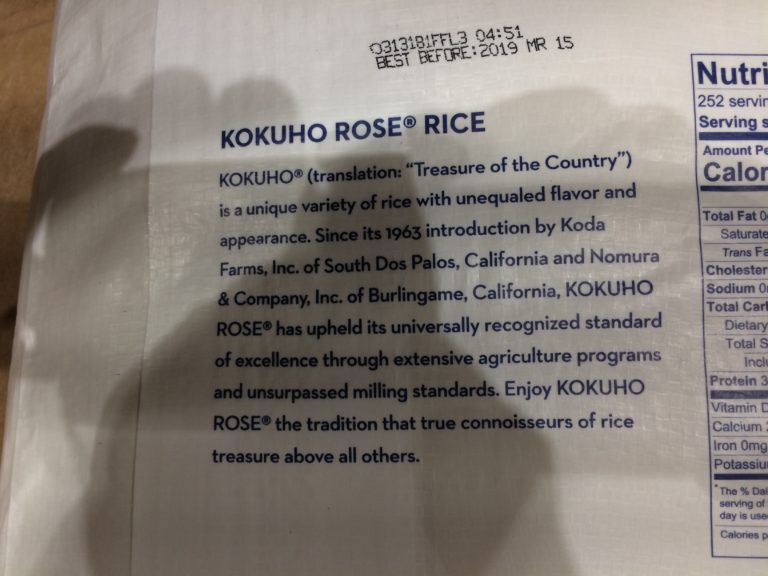 O313181FFL3 04:51
BEST BEFORE:2019 MR 15
KOKUHO ROSE® RICE
KOKUHO® (translation: “Treasure of the Country”)
is a unique variety of rice with unequaled flavor and
appearance. Since its 1963 introduction by Koda
Farms, Inc. of South Dos Palos, California and Nomura
& Company, Inc. of Burlingame, California, KOKUHO
ROSE® has upheld its universally recognized standard
of excellence through extensive agriculture programs
and unsurpassed milling standards. Enjoy KOKUHO
ROSE® the tradition that true connoisseurs of rice
treasure above all others.
Nutri
252 servin
Serving s
Amount Pe
Calor
Total Fat 0
Saturate
Trans Fa
Cholester
Sodium 0
Total Carb
Dietary
Total S
Incl
Protein 3
Vitamin D
Calcium 2
Iron 0mg
Potassiu
*The % Dai
serving of
day is use
Calories p